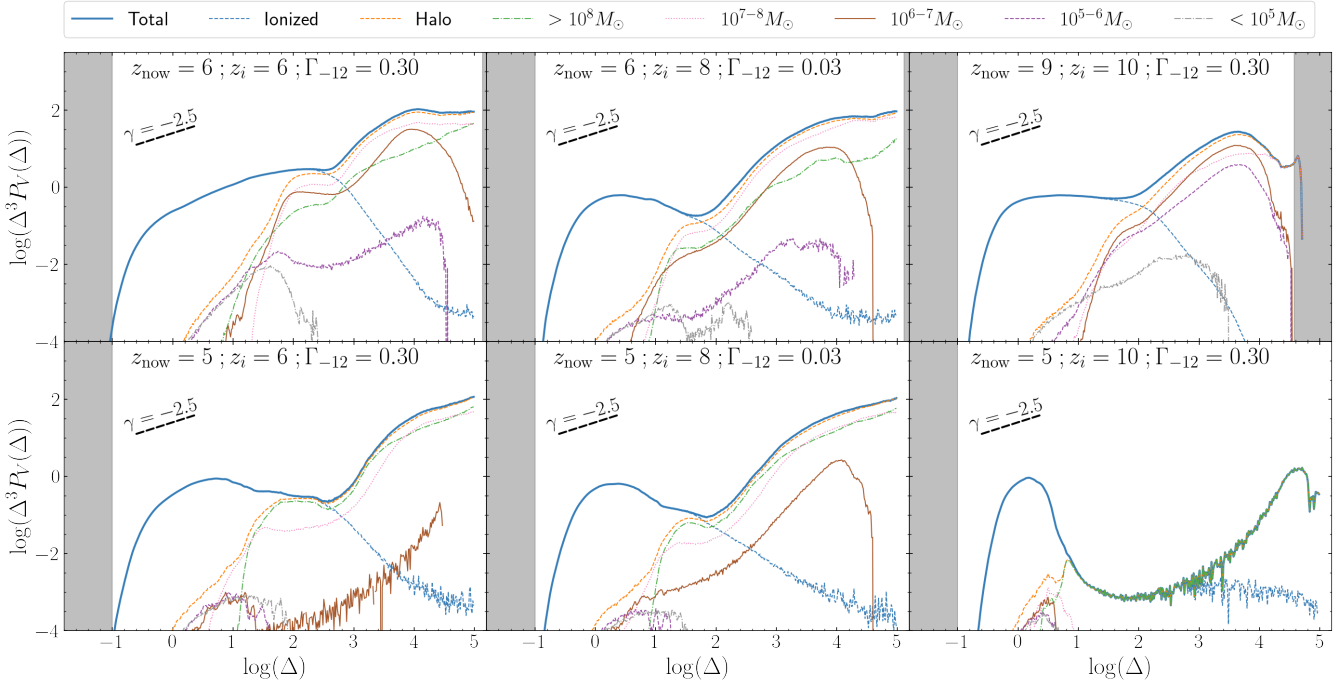 Total Ionized Halo > 10^8 M_⊙ 10^{7−8} M_⊙ 10^{6−7} M_⊙ 10^{5−6} M_⊙ < 10^5 M_⊙
z_now = 6 ; z_i = 6 ; Γ_{−12} = 0.30
z_now = 6 ; z_i = 8 ; Γ_{−12} = 0.03
z_now = 9 ; z_i = 10 ; Γ_{−12} = 0.30
γ = −2.5
γ = −2.5
γ = −2.5
log(Δ^3 P_V(Δ))
2
0
−2
−4
z_now = 5 ; z_i = 6 ; Γ_{−12} = 0.30
z_now = 5 ; z_i = 8 ; Γ_{−12} = 0.03
z_now = 5 ; z_i = 10 ; Γ_{−12} = 0.30
γ = −2.5
γ = −2.5
γ = −2.5
log(Δ^3 P_V(Δ))
2
0
−2
−4
−1 0 1 2 3 4 5
−1 0 1 2 3 4 5
−1 0 1 2 3 4 5
log(Δ)
log(Δ)
log(Δ)